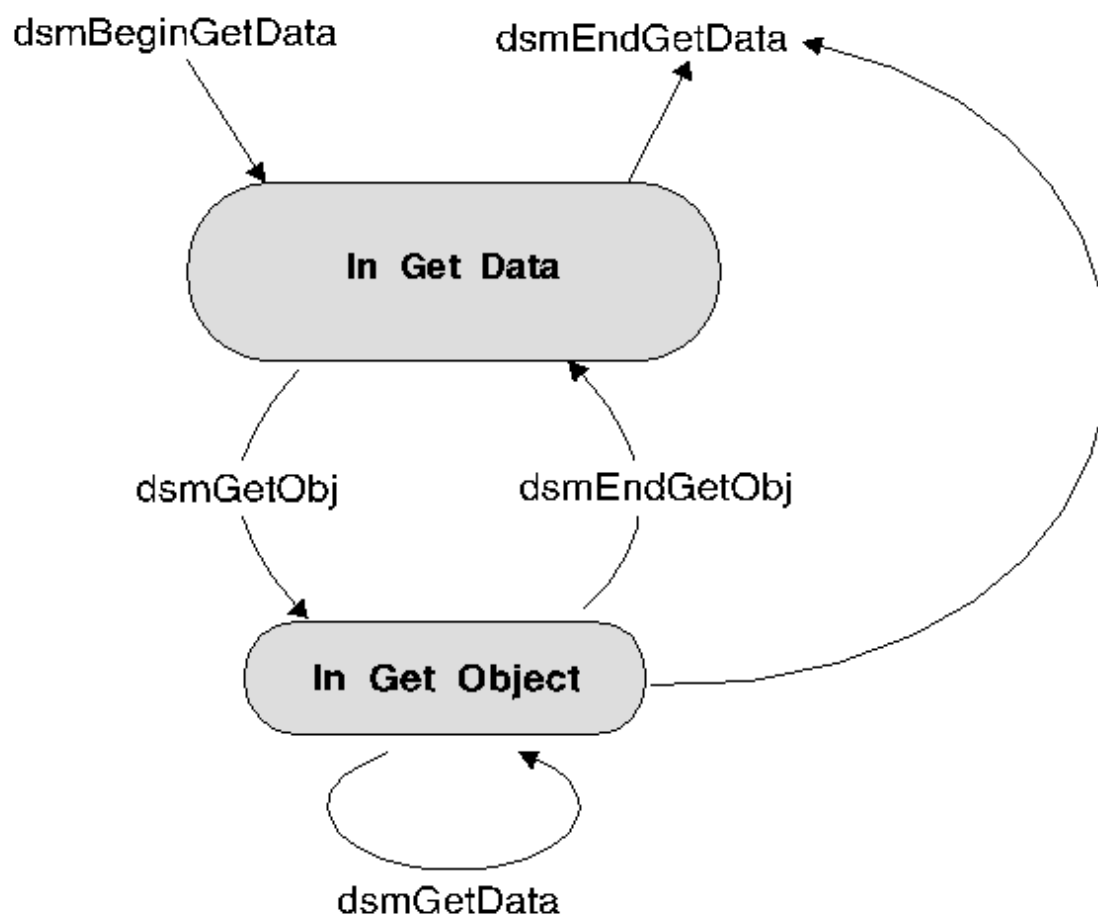 dsmBeginGetData
dsmEndGetData
In Get Data
dsmGetObj
dsmEndGetObj
In Get Object
dsmGetData